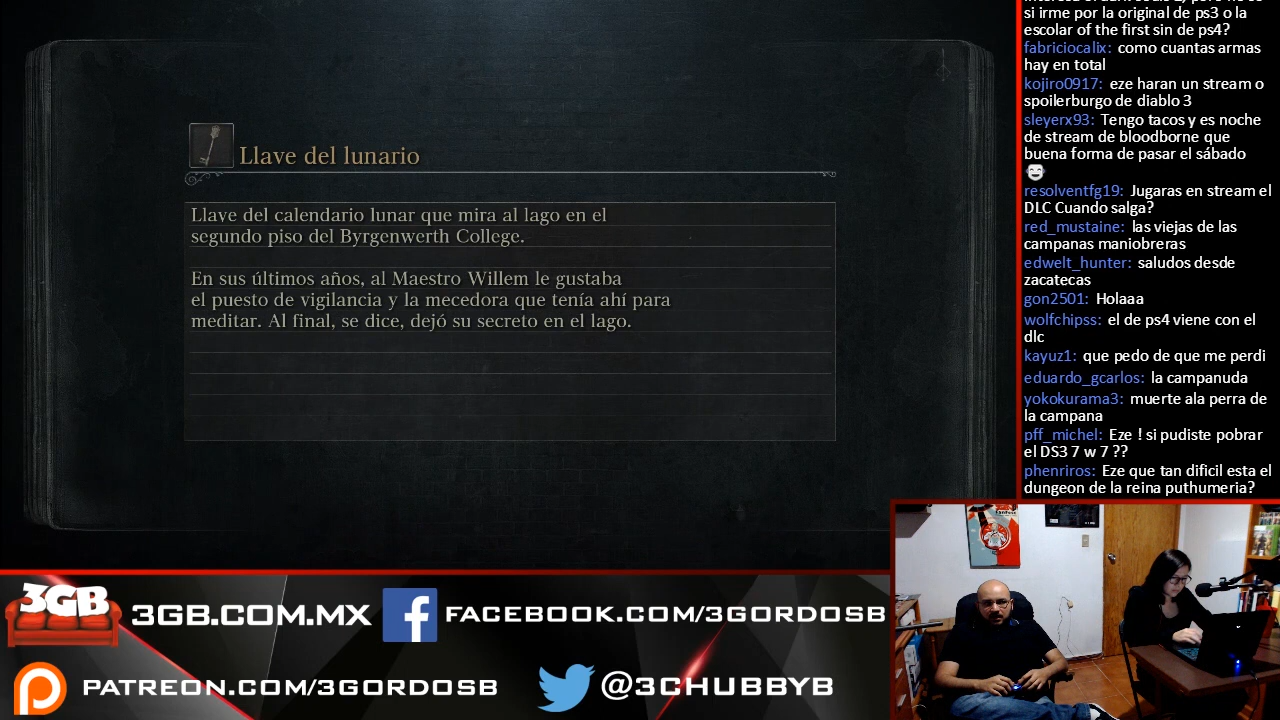 Llave del lunario
Llave del calendario lunar que mira al lago en el
segundo piso del Byrgenwerth College.
En sus últimos años, al Maestro Willem le gustaba
el puesto de vigilancia y la mecedora que tenía ahí para
meditar. Al final, se dice, dejó su secreto en el lago.
si irme por la original de ps3 o la
escolar of the first sin de ps4?
fabriciocalix: como cuantas armas
hay en total
kojiro0917: eze haran un stream o
spoilerburgo de diablo 3
sleyerx93: Tengo tacos y es noche
de stream de bloodborne que
buena forma de pasar el sábado
resolventfg19: Jugaras en stream el
DLC Cuando salga?
red_mustaine: las viejas de las
campanas maniobreras
edwelt_hunter: saludos desde
zacatecas
gon2501: Holaaa
wolfchipss: el de ps4 viene con el
dlc
kayuz1: que pedo de que me perdi
eduardo_gcarlos: la campanuda
yokokurama3: muerte ala perra de
la campana
pff_michel: Eze ! si pudiste pobrar
el DS3 7 w 7 ??
phenriros: Eze que tan dificil esta el
dungeon de la reina puthumeria?
3GB
3GB.COM.MX
FACEBOOK.COM/3GORDOSB
PATREON.COM/3GORDOSB
@3CHUBBYB